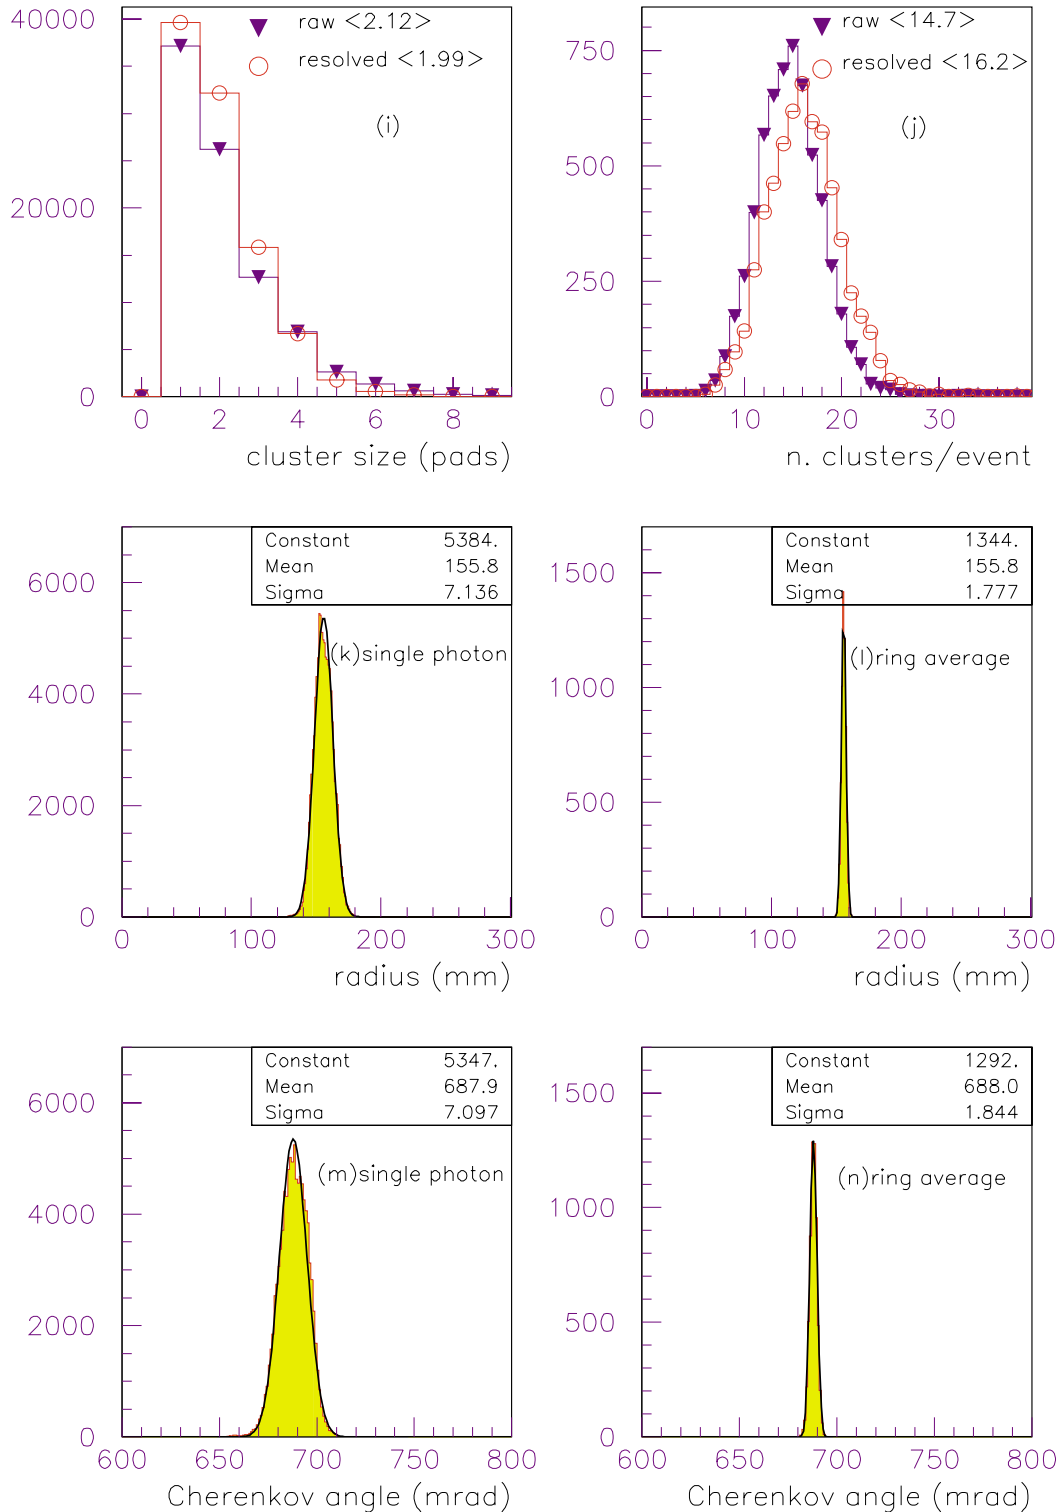 raw <2.12>
resolved <1.99>
(i)
40000
20000
0
0 2 4 6 8
cluster size (pads)
raw <14.7>
resolved <16.2>
(j)
750
500
250
0
0 10 20 30
n. clusters/event
Constant 5384.
Mean 155.8
Sigma 7.136
(k)single photon
6000
4000
2000
0
0 100 200 300
radius (mm)
Constant 1344.
Mean 155.8
Sigma 1.777
(l)ring average
1500
1000
500
0
0 100 200 300
radius (mm)
Constant 5347.
Mean 687.9
Sigma 7.097
(m)single photon
6000
4000
2000
0
600 650 700 750 800
Cherenkov angle (mrad)
Constant 1292.
Mean 688.0
Sigma 1.844
(n)ring average
1500
1000
500
0
600 650 700 750 800
Cherenkov angle (mrad)